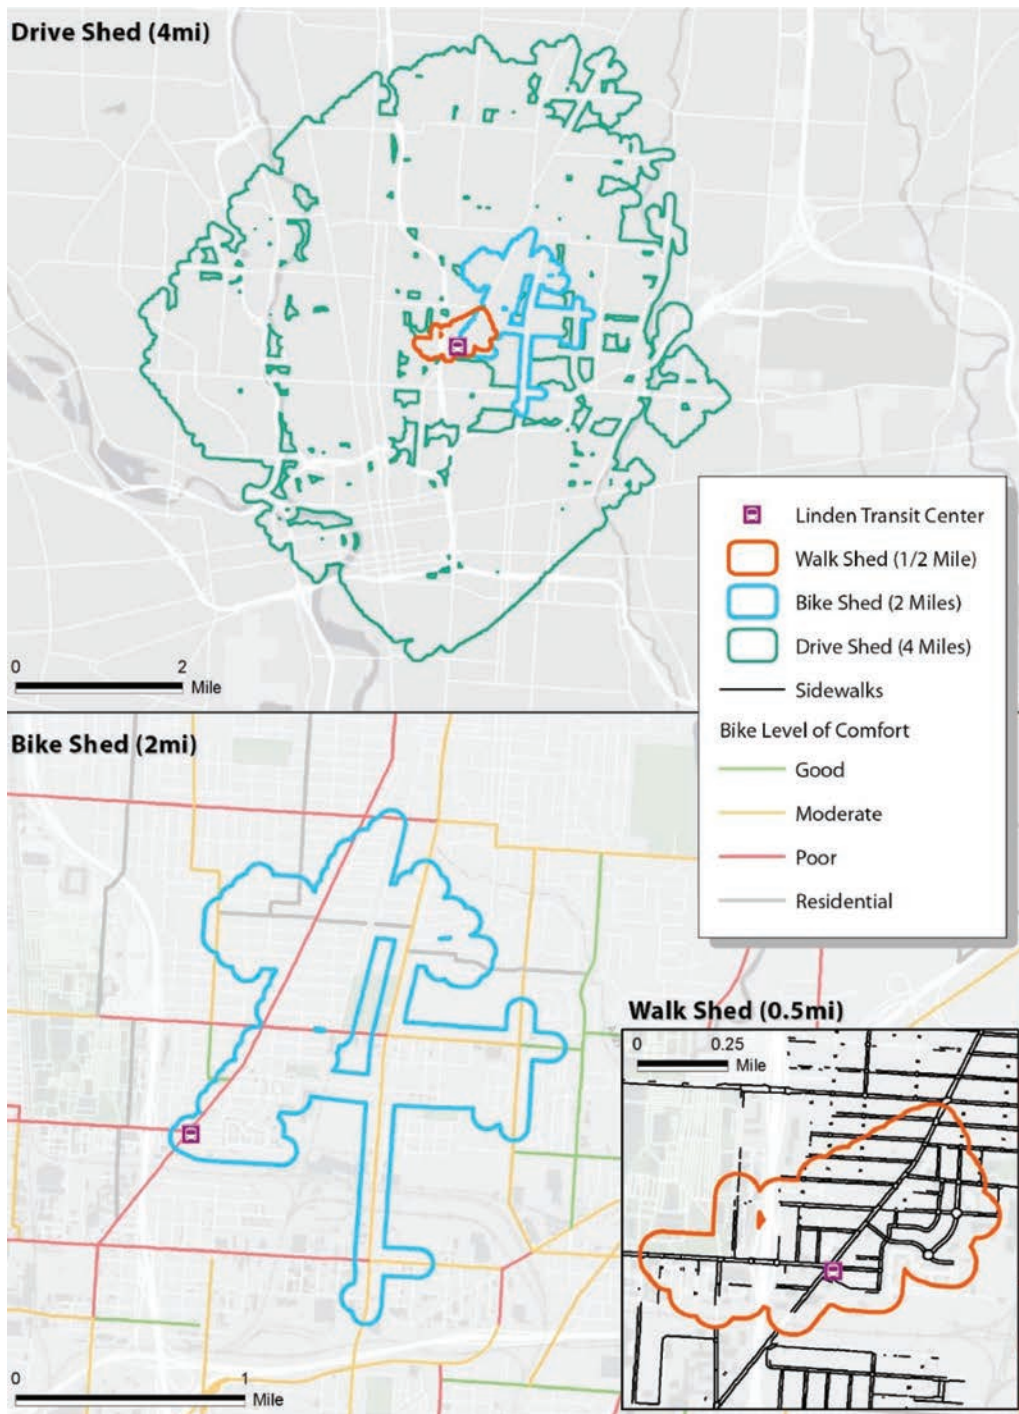 Drive Shed (4mi)
0 2
Mile
Linden Transit Center
Walk Shed (1/2 Mile)
Bike Shed (2 Miles)
Drive Shed (4 Miles)
Sidewalks
Bike Level of Comfort
Good
Moderate
Poor
Residential
Bike Shed (2mi)
0 1
Mile
Walk Shed (0.5mi)
0 0.25
Mile